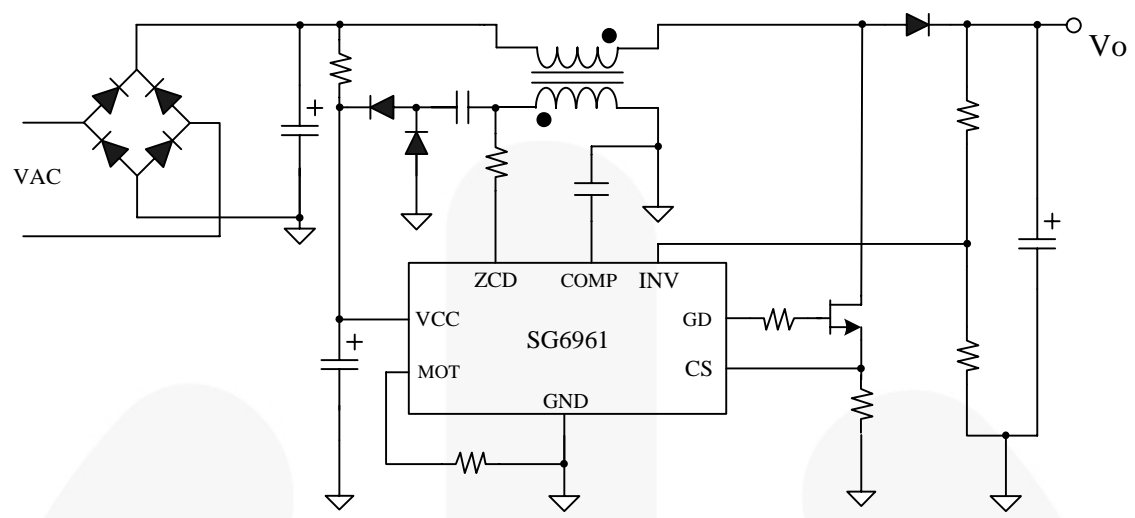 Vo
VAC
ZCD
COMP
INV
VCC
SG6961
GD
MOT
CS
GND